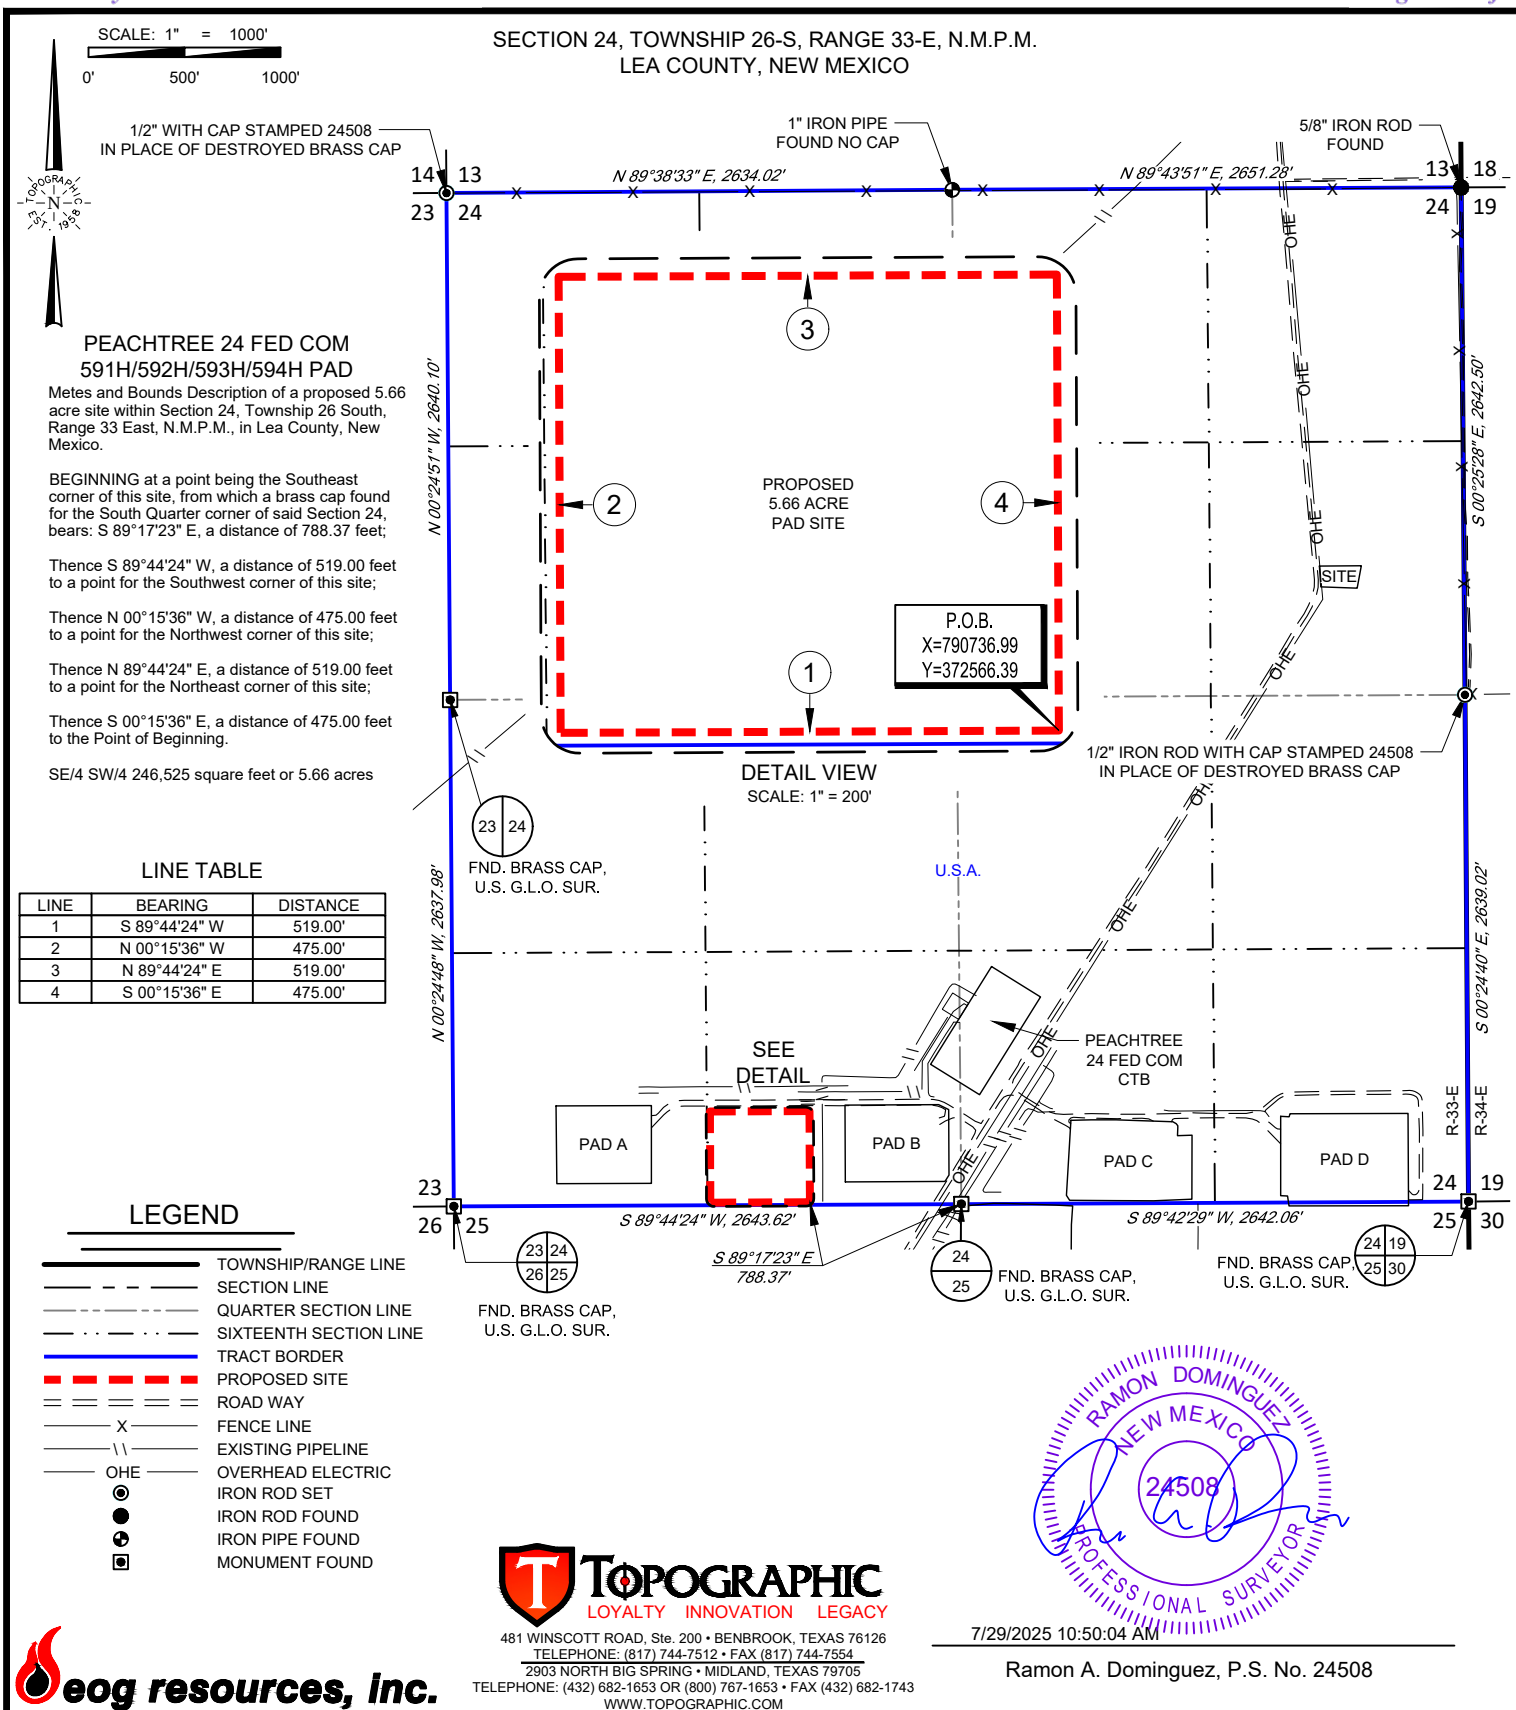 SCALE: 1" = 1000'
0' 500' 1000'
SECTION 24, TOWNSHIP 26-S, RANGE 33-E, N.M.P.M.
LEA COUNTY, NEW MEXICO
1/2" WITH CAP STAMPED 24508
IN PLACE OF DESTROYED BRASS CAP
1" IRON PIPE
FOUND NO CAP
5/8" IRON ROD
FOUND
TOPOGRAPHIC
N
EST. 1958
14 13
23 24
N 89°38'33" E, 2634.02'
N 89°43'51" E, 2651.28'
13 18
24 19
X X X X X X X X
OHE
OHE
OHE
OHE
OHE
OHE
OHE
OHE
X
X
X
X
X
3
2
4
1
PEACHTREE 24 FED COM
591H/592H/593H/594H PAD
Metes and Bounds Description of a proposed 5.66
acre site within Section 24, Township 26 South,
Range 33 East, N.M.P.M., in Lea County, New
Mexico.
BEGINNING at a point being the Southeast
corner of this site, from which a brass cap found
for the South Quarter corner of said Section 24,
bears: S 89°17'23" E, a distance of 788.37 feet;
Thence S 89°44'24" W, a distance of 519.00 feet
to a point for the Southwest corner of this site;
Thence N 00°15'36" W, a distance of 475.00 feet
to a point for the Northwest corner of this site;
Thence N 89°44'24" E, a distance of 519.00 feet
to a point for the Northeast corner of this site;
Thence S 00°15'36" E, a distance of 475.00 feet
to the Point of Beginning.
SE/4 SW/4 246,525 square feet or 5.66 acres
N 00°24'51" W, 2640.10'
S 00°25'28" E, 2642.50'
PROPOSED
5.66 ACRE
PAD SITE
SITE
P.O.B.
X=790736.99
Y=372566.39
DETAIL VIEW
SCALE: 1" = 200'
1/2" IRON ROD WITH CAP STAMPED 24508
IN PLACE OF DESTROYED BRASS CAP
23 24
FND. BRASS CAP,
U.S. G.L.O. SUR.
U.S.A.
LINE TABLE
LINE BEARING DISTANCE
1 S 89°44'24" W 519.00'
2 N 00°15'36" W 475.00'
3 N 89°44'24" E 519.00'
4 S 00°15'36" E 475.00'
N 00°24'48" W, 2637.98'
S 00°24'40" E, 2639.02'
SEE
DETAIL
PEACHTREE
24 FED COM
CTB
PAD A
PAD B
PAD C
PAD D
R-33-E
R-34-E
23
26 25
24 19
25 30
S 89°44'24" W, 2643.62'
S 89°42'29" W, 2642.06'
S 89°17'23" E
788.37'
23 24
26 25
FND. BRASS CAP,
U.S. G.L.O. SUR.
24
25
FND. BRASS CAP,
U.S. G.L.O. SUR.
24 19
25 30
FND. BRASS CAP,
U.S. G.L.O. SUR.
LEGEND
TOWNSHIP/RANGE LINE
SECTION LINE
QUARTER SECTION LINE
SIXTEENTH SECTION LINE
TRACT BORDER
PROPOSED SITE
ROAD WAY
X FENCE LINE
\\ EXISTING PIPELINE
OHE OVERHEAD ELECTRIC
IRON ROD SET
IRON ROD FOUND
IRON PIPE FOUND
MONUMENT FOUND
RAMON DOMINGUEZ
NEW MEXICO
24508
PROFESSIONAL SURVEYOR
7/29/2025 10:50:04 AM
Ramon A. Dominguez, P.S. No. 24508
T TOPOGRAPHIC
LOYALTY INNOVATION LEGACY
481 WINSCOTT ROAD, Ste. 200 • BENBROOK, TEXAS 76126
TELEPHONE: (817) 744-7512 • FAX (817) 744-7554
2903 NORTH BIG SPRING • MIDLAND, TEXAS 79705
TELEPHONE: (432) 682-1653 OR (800) 767-1653 • FAX (432) 682-1743
WWW.TOPOGRAPHIC.COM
eog resources, inc.